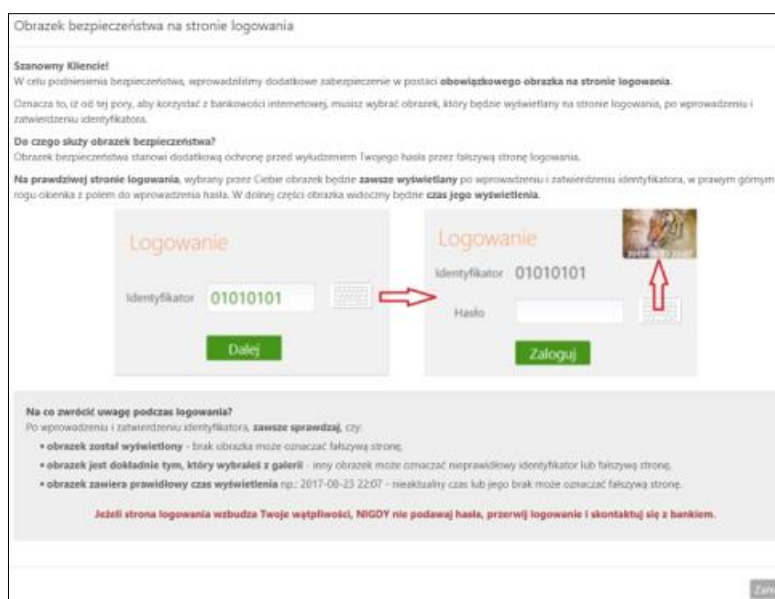 Obrazek bezpieczeństwa na stronie logowania
Szanowny Kliencie!
W celu podniesienia bezpieczeństwa, wprowadziliśmy dodatkowe zabezpieczenie w postaci obowiązkowego obrazka na stronie logowania.
Oznacza to, iż od tej pory, aby korzystać z bankowości internetowej, musisz wybrać obrazek, który będzie wyświetlany na stronie logowania, po wprowadzeniu i
zatwierdzeniu identyfikatora.
Do czego służy obrazek bezpieczeństwa?
Obrazek bezpieczeństwa stanowi dodatkową ochronę przed wyłudzeniem Twojego hasła przez fałszywą stronę logowania.
Na prawdziwej stronie logowania, wybrany przez Ciebie obrazek będzie zawsze wyświetlany po wprowadzeniu i zatwierdzeniu identyfikatora, w prawym górnym
rogu okienka z polem do wprowadzenia hasła. W dolnej części obrazka widoczny będzie czas jego wyświetlenia.
Logowanie
Identyfikator 01010101
Dalej
Logowanie
Identyfikator 01010101
Hasło
Zaloguj
Na co zwrócić uwagę podczas logowania?
Po wprowadzeniu i zatwierdzeniu identyfikatora, zawsze sprawdzaj, czy:
• obrazek został wyświetlony - brak obrazka może oznaczać fałszywą stronę,
• obrazek jest dokładnie tym, który wybrałeś z galerii - inny obrazek może oznaczać nieprawidłowy identyfikator lub fałszywą stronę,
• obrazek zawiera prawidłowy czas wyświetlenia np.: 2017-08-23 22:07 - nieaktualny czas lub jego brak może oznaczać fałszywą stronę.
Jeżeli strona logowania wzbudza Twoje wątpliwości, NIGDY nie podawaj hasła, przerwij logowanie i skontaktuj się z bankiem.